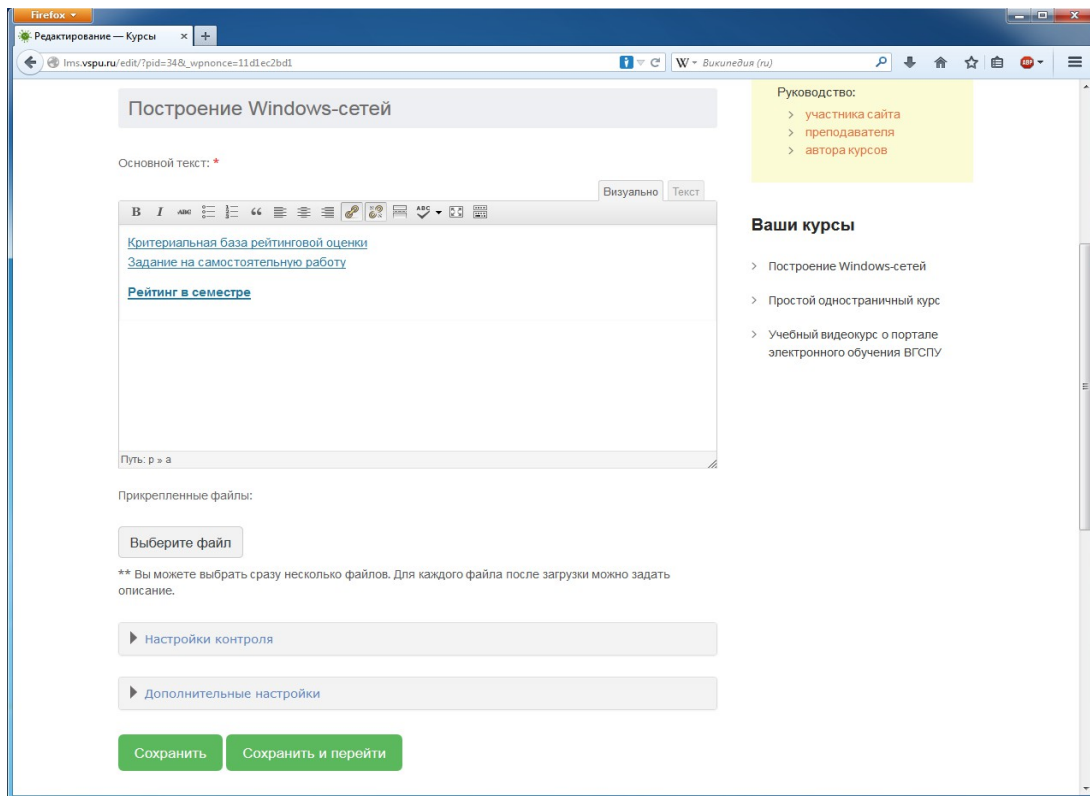 Firefox
Редактирование — Курсы
lms.vspu.ru/edit/?pid=34&_wpnonce=11d1ec2bd1
W Википедия (ru)
ABP
Построение Windows-сетей
Основной текст: *
Визуально Текст
B I ABC 66 ABC
Критериальная база рейтинговой оценки
Задание на самостоятельную работу
Рейтинг в семестре
Путь: p » a
Прикрепленные файлы:
Выберите файл
** Вы можете выбрать сразу несколько файлов. Для каждого файла после загрузки можно задать
описание.
Настройки контроля
Дополнительные настройки
Сохранить Сохранить и перейти
Руководство:
участника сайта
преподавателя
автора курсов
Ваши курсы
Построение Windows-сетей
Простой одностраничный курс
Учебный видеокурс о портале
электронного обучения ВГСПУ